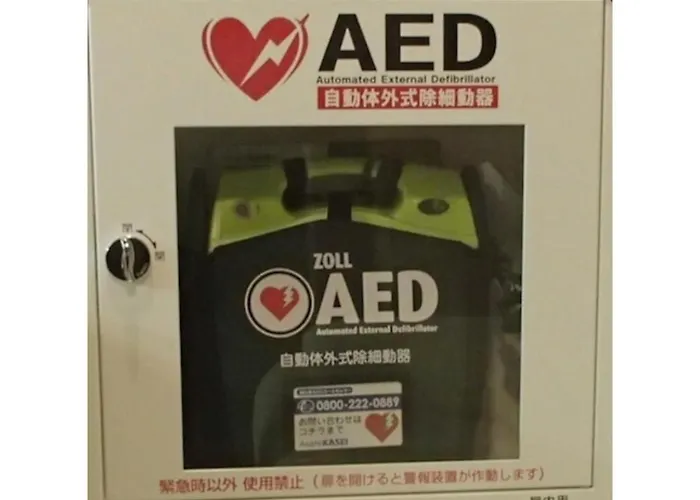 AED
Automated External Defibrillator
自動体外式除細動器
閉
開
ZOLL
AED
Automated External Defibrillator
自動体外式除細動器
0800-222-0889
お問い合わせは
コチラまで
AsahiKASEI
緊急時以外 使用禁止（扉を開けると警報装置が作動します）